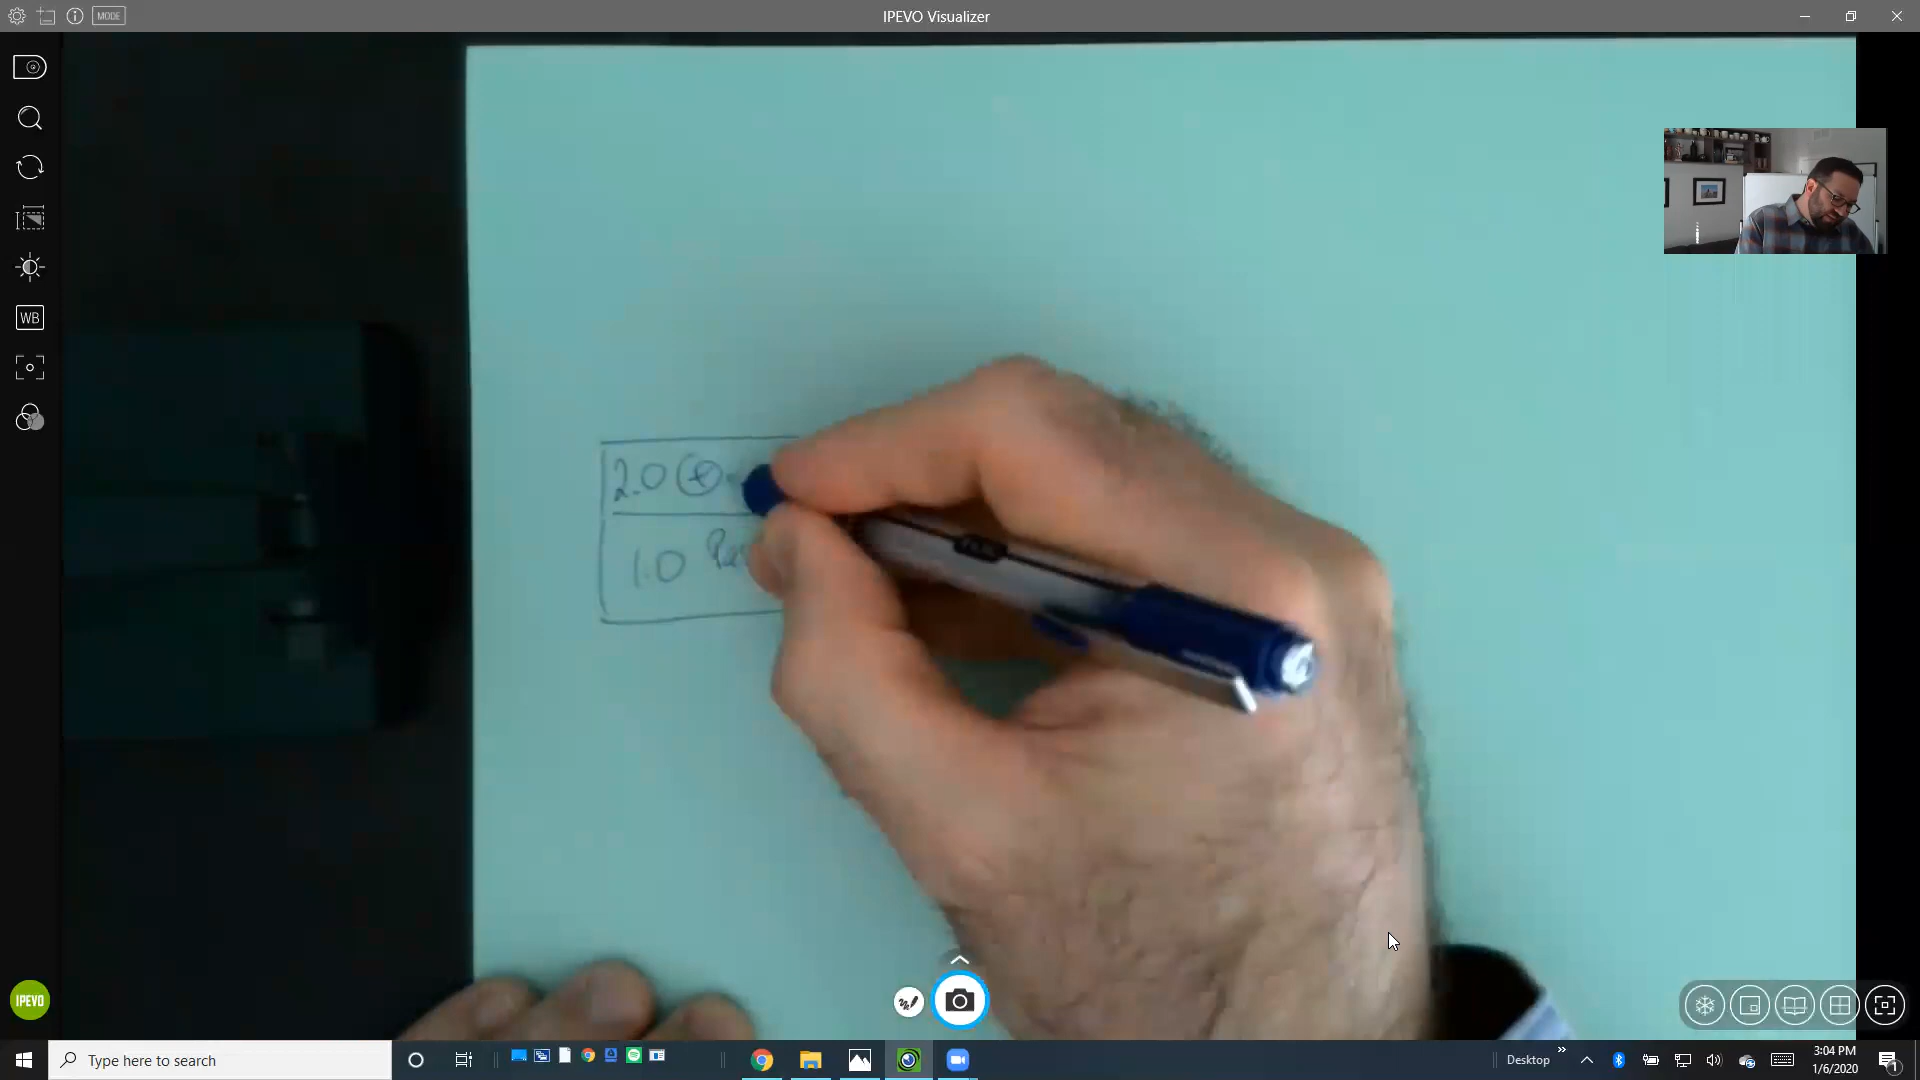 MODE
IPEVO Visualizer
WB
2.0 (+)
1.0
IPEVO
Type here to search
Desktop
3:04 PM
1/6/2020
1